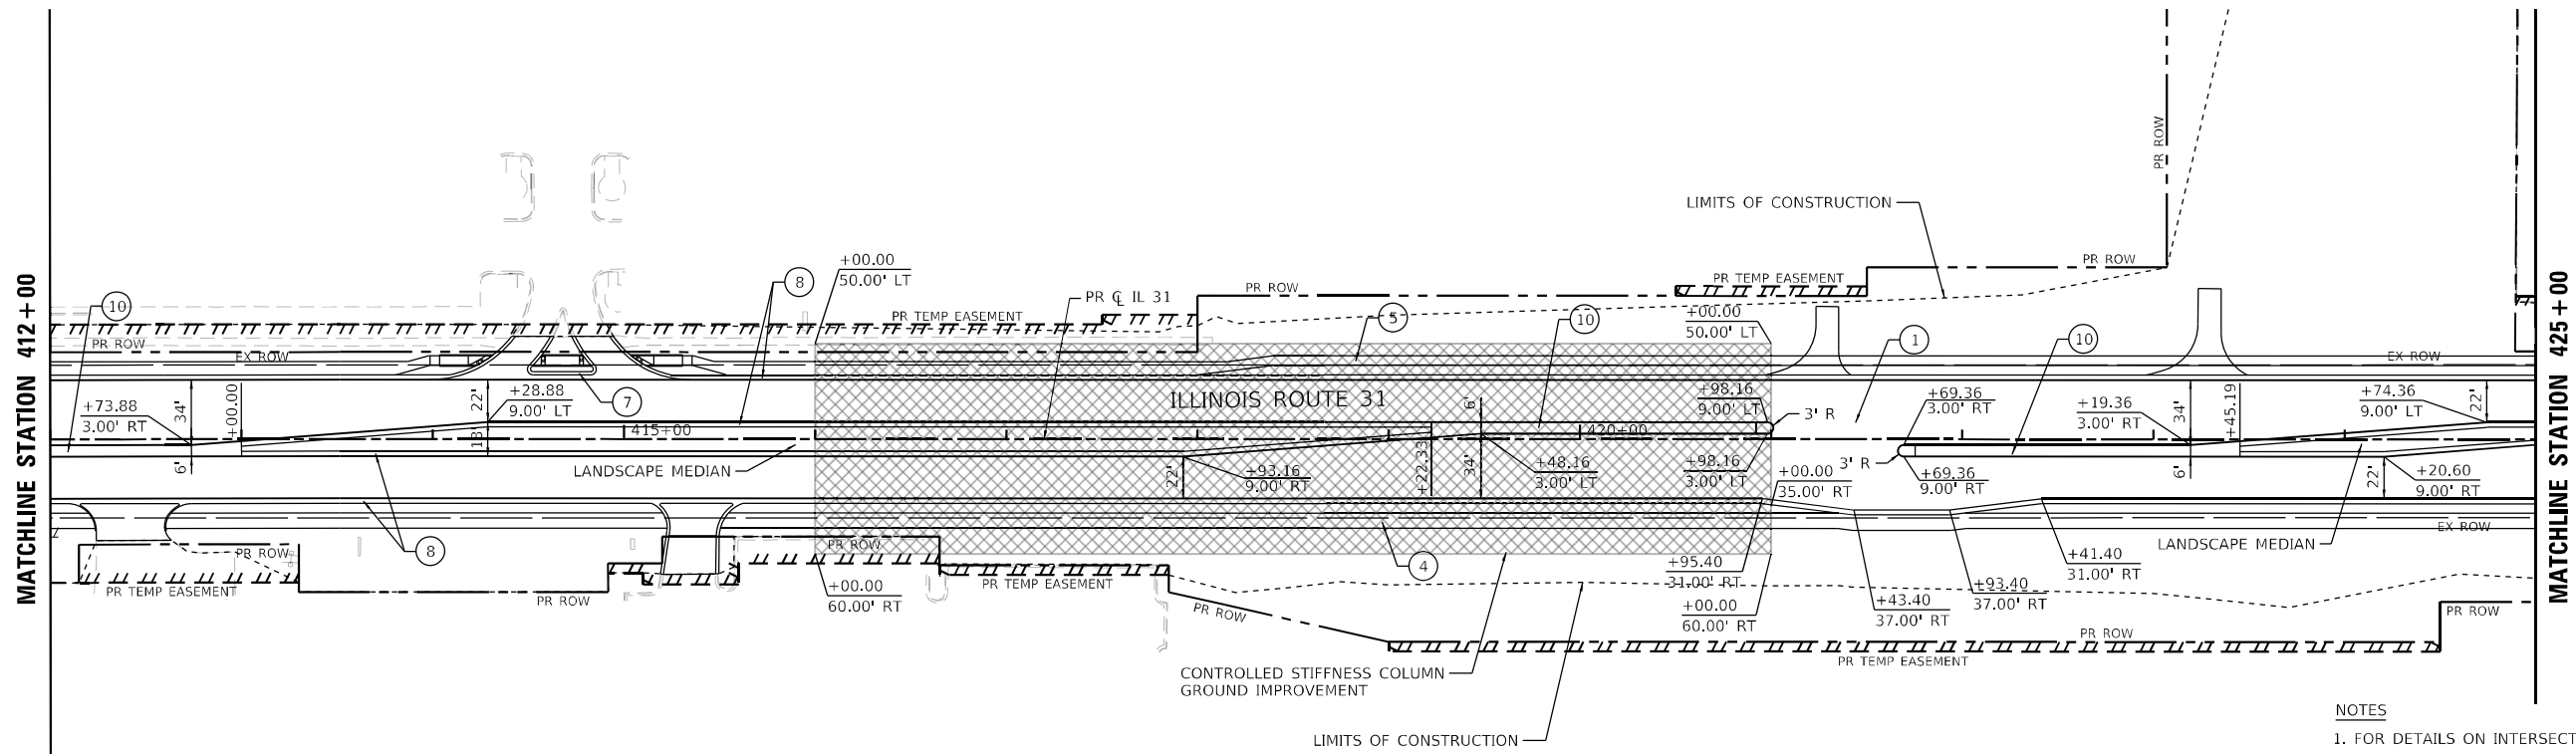 MATCHLINE STATION 412+00
LIMITS OF CONSTRUCTION
PR ROW
+00.00
50.00' LT
PR ROW
PR TEMP EASEMENT
PR ROW
PR ℄ IL 31
8
10
PR TEMP EASEMENT
5
10
+00.00
50.00' LT
1
10
PR ROW
EX ROW
EX ROW
ILLINOIS ROUTE 31
+73.88
3.00' RT
34'
+00.00
22'
+28.88
9.00' LT
7
6'
+98.16
9.00' LT
3' R
+69.36
3.00' RT
+19.36
3.00' RT
34'
+45.19
+74.36
9.00' LT
22'
6'
18'
415+00
420+00
LANDSCAPE MEDIAN
22'
+93.16
9.00' RT
+22.33
34'
+48.16
3.00' LT
+98.16
3.00' LT
+00.00
35.00' RT
3' R
+69.36
9.00' RT
6'
22'
+20.60
9.00' RT
8
PR ROW
PR ROW
4
+95.40
31.00' RT
EX ROW
LANDSCAPE MEDIAN
+41.40
31.00' RT
PR TEMP EASEMENT
PR ROW
+00.00
60.00' RT
PR TEMP EASEMENT
PR ROW
+00.00
60.00' RT
+43.40
37.00' RT
+93.40
37.00' RT
PR ROW
PR ROW
PR TEMP EASEMENT
CONTROLLED STIFFNESS COLUMN
GROUND IMPROVEMENT
LIMITS OF CONSTRUCTION
MATCHLINE STATION 425+00
NOTES
1. FOR DETAILS ON INTERSECT